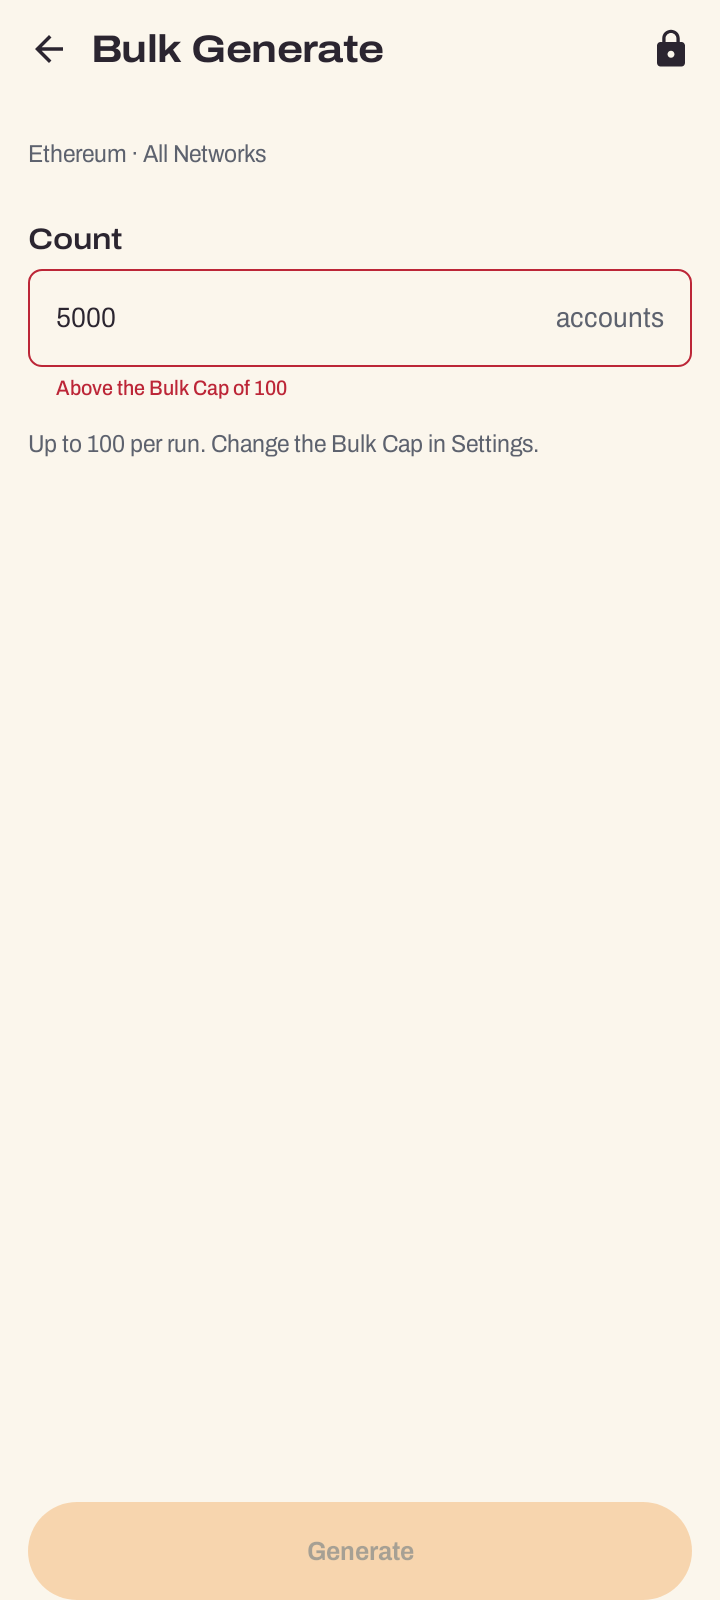 Bulk Generate
Ethereum · All Networks
Count
5000 accounts
Above the Bulk Cap of 100
Up to 100 per run. Change the Bulk Cap in Settings.
Generate